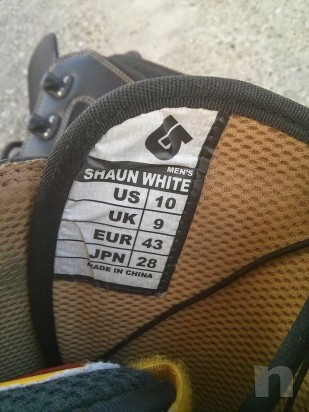 MEN'S
SHAUN WHITE
US 10
UK 9
EUR 43
JPN 28
MADE IN CHINA
n